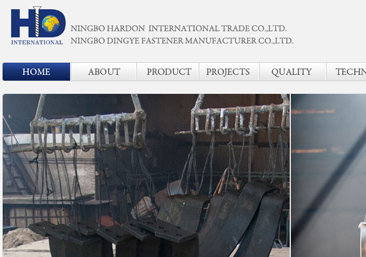 HD
INTERNATIONAL
NINGBO HARDON INTERNATIONAL TRADE CO.,LTD.
NINGBO DINGYE FASTENER MANUFACTURER CO.,LTD.
HOME ABOUT PRODUCT PROJECTS QUALITY TECHN